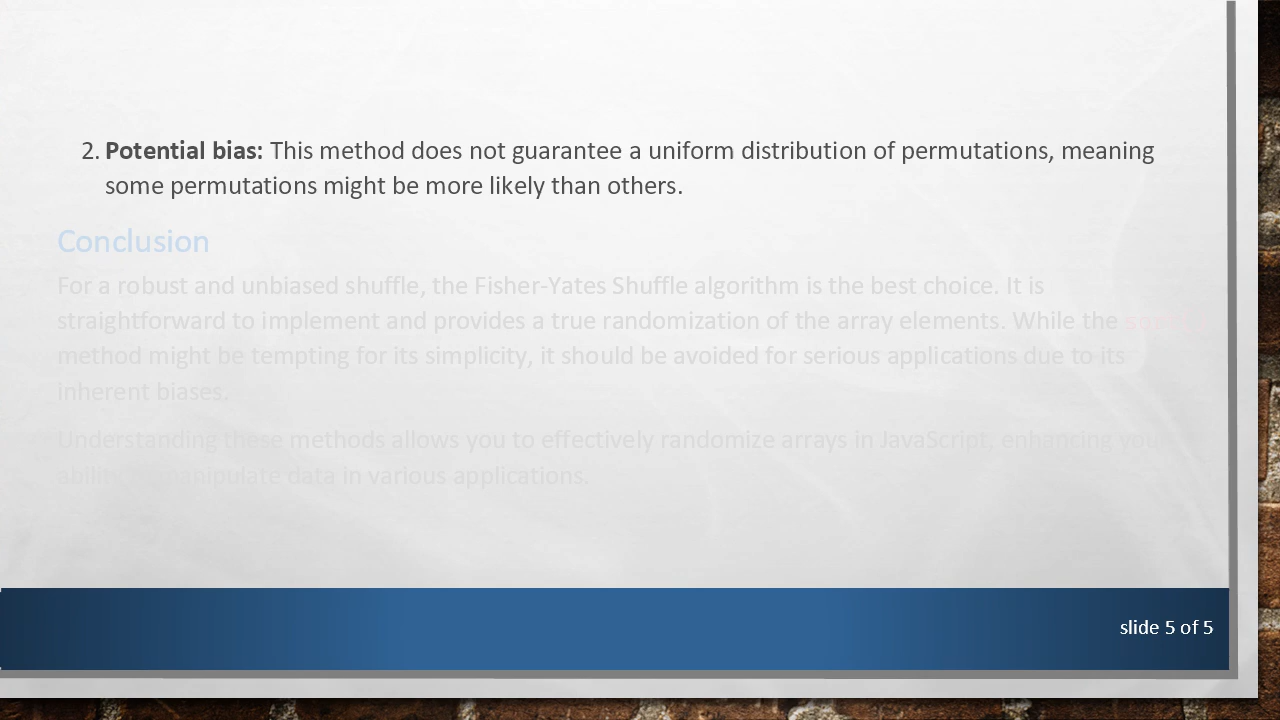 2. Potential bias: This method does not guarantee a uniform distribution of permutations, meaning
some permutations might be more likely than others.
Conclusion
For a robust and unbiased shuffle, the Fisher-Yates Shuffle algorithm is the best choice. It is
straightforward to implement and provides a true randomization of the array elements. While the
method might be tempting for its simplicity, it should be avoided for serious applications due to its
inherent biases.
Understanding these methods allows you to effectively randomize arrays in JavaScript, enhancing your
ability to manipulate data in various applications.
slide 5 of 5